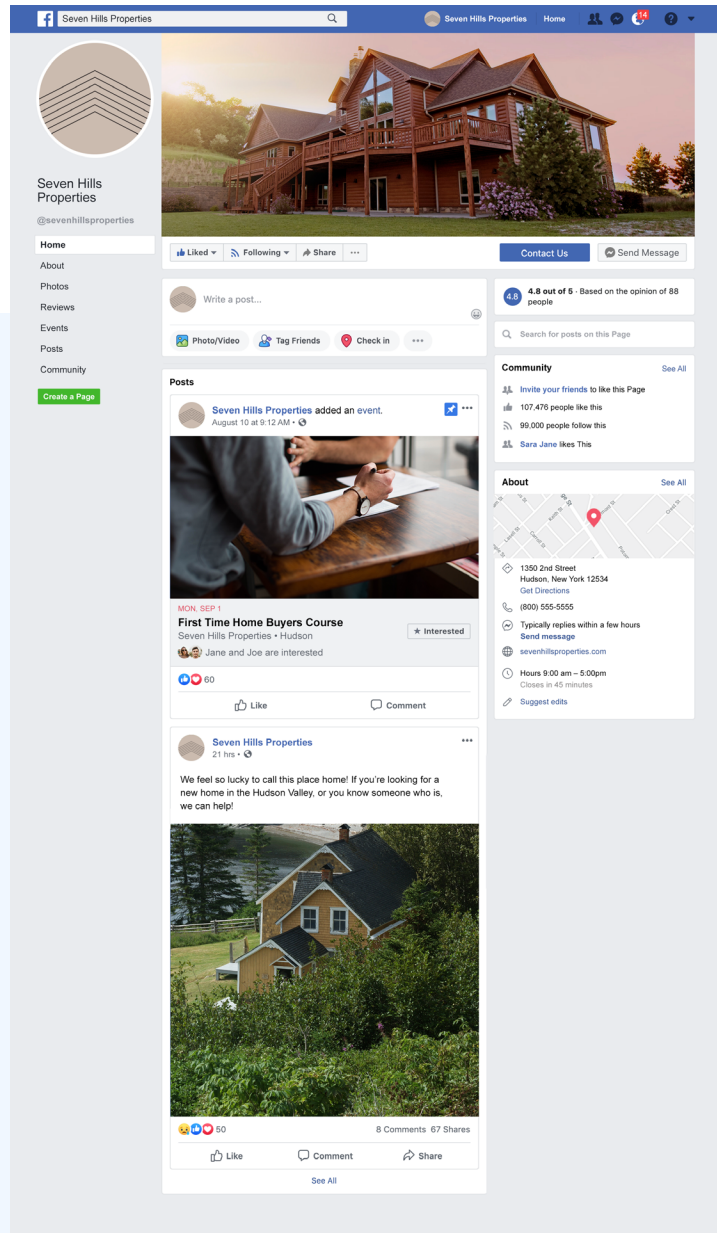 Seven Hills Properties
Seven Hills Properties
Home
14
Seven Hills
Properties
@sevenhillsproperties
Home
About
Photos
Reviews
Events
Posts
Community
Create a Page
Liked
Following
Share
Contact Us
Send Message
Write a post...
Photo/Video
Tag Friends
Check in
Posts
Seven Hills Properties added an event.
August 10 at 9:12 AM •
MON, SEP 1
First Time Home Buyers Course
Seven Hills Properties • Hudson
Jane and Joe are interested
Interested
60
Like
Comment
Seven Hills Properties
21 hrs •
We feel so lucky to call this place home! If you're looking for a
new home in the Hudson Valley, or you know someone who is,
we can help!
50
8 Comments 67 Shares
Like
Comment
Share
See All
4.8
4.8 out of 5 · Based on the opinion of 88
people
Search for posts on this Page
Community
See All
Invite your friends to like this Page
107,476 people like this
99,000 people follow this
Sara Jane likes This
About
See All
1350 2nd Street
Hudson, New York 12534
Get Directions
(800) 555-5555
Typically replies within a few hours
Send message
sevenhillsproperties.com
Hours 9:00 am – 5:00pm
Closes in 45 minutes
Suggest edits